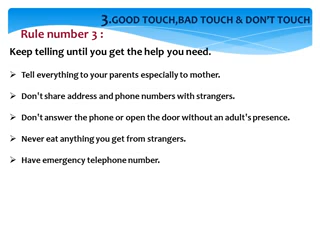 3.GOOD TOUCH,BAD TOUCH & DON'T TOUCH
Rule number 3 :
Keep telling until you get the help you need.
➢ Tell everything to your parents especially to mother.
➢ Don't share address and phone numbers with strangers.
➢ Don't answer the phone or open the door without an adult's presence.
➢ Never eat anything you get from strangers.
➢ Have emergency telephone number.